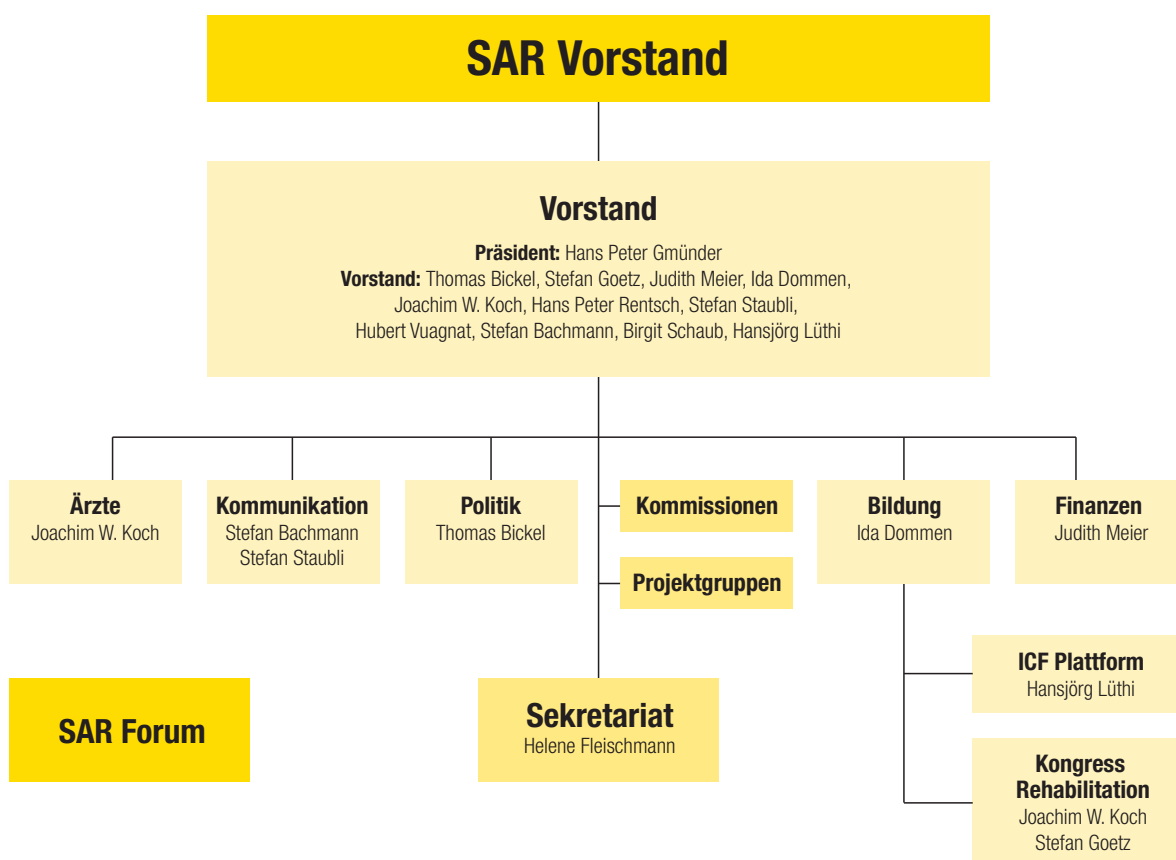 SAR Vorstand
Vorstand
Präsident: Hans Peter Gmünder
Vorstand: Thomas Bickel, Stefan Goetz, Judith Meier, Ida Dommen,
Joachim W. Koch, Hans Peter Rentsch, Stefan Staubli,
Hubert Vuagnat, Stefan Bachmann, Birgit Schaub, Hansjörg Lüthi
Ärzte
Joachim W. Koch
Kommunikation
Stefan Bachmann
Stefan Staubli
Politik
Thomas Bickel
Kommissionen
Projektgruppen
Bildung
Ida Dommen
Finanzen
Judith Meier
ICF Plattform
Hansjörg Lüthi
Kongress
Rehabilitation
Joachim W. Koch
Stefan Goetz
Sekretariat
Helene Fleischmann
SAR Forum